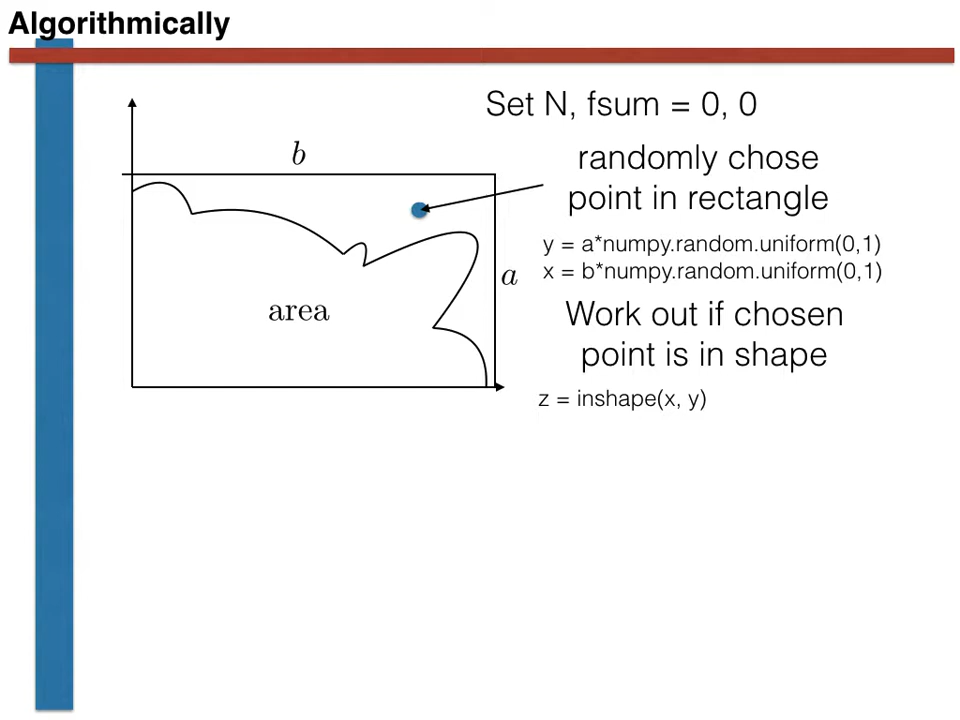 Algorithmically
Set N, fsum = 0, 0
b
randomly chose
point in rectangle
y = a*numpy.random.uniform(0,1)
x = b*numpy.random.uniform(0,1)
a
area
Work out if chosen
point is in shape
z = inshape(x, y)